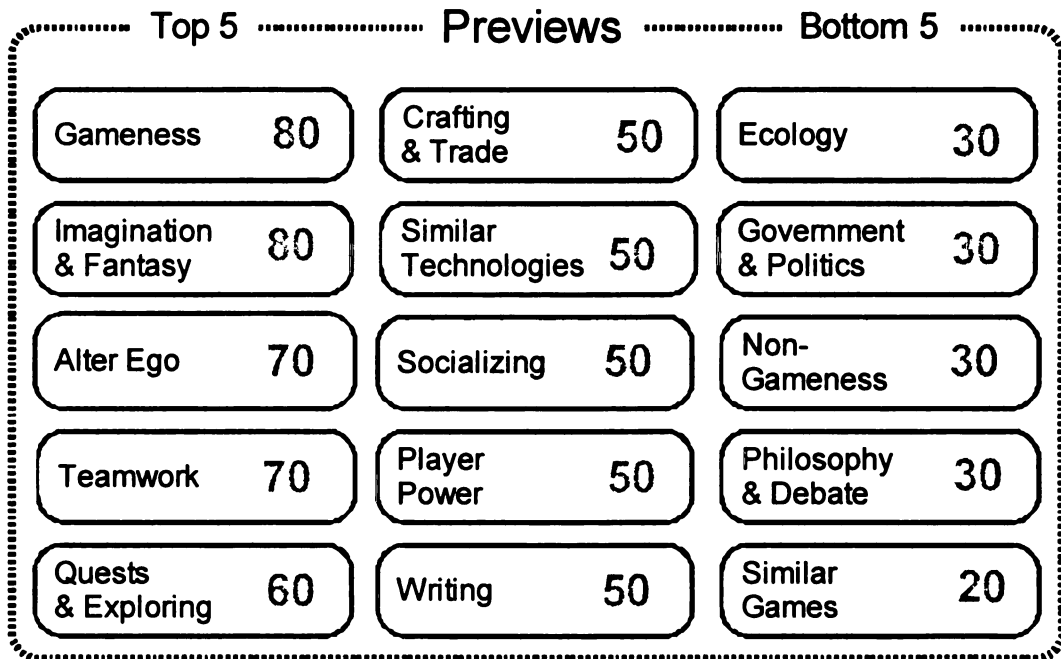 Top 5 Previews Bottom 5
Gameness 80
Imagination
& Fantasy 80
Alter Ego 70
Teamwork 70
Quests
& Exploring 60
Crafting
& Trade 50
Similar
Technologies 50
Socializing 50
Player
Power 50
Writing 50
Ecology 30
Government
& Politics 30
Non-
Gameness 30
Philosophy
& Debate 30
Similar
Games 20